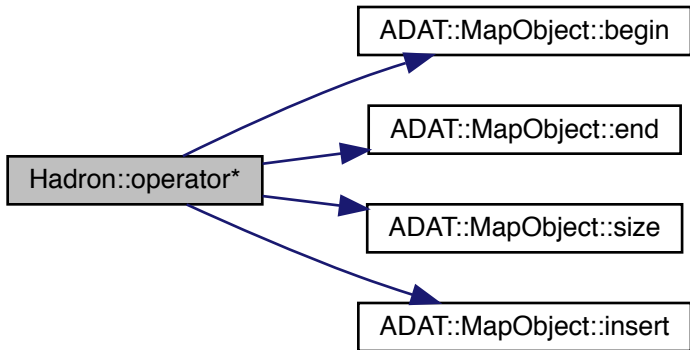 ADAT::MapObject::begin
ADAT::MapObject::end
Hadron::operator*
ADAT::MapObject::size
ADAT::MapObject::insert